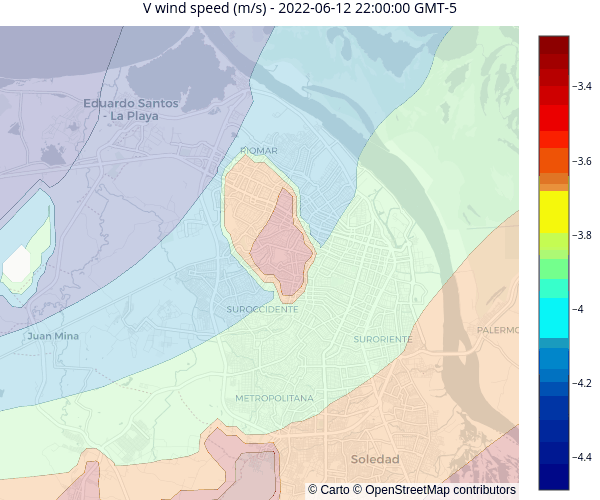 V wind speed (m/s) - 2022-06-12 22:00:00 GMT-5
Eduardo Santos
- La Playa
RIOMAR
−3.4
−3.6
−3.8
−4
−4.2
−4.4
SUROCCIDENTE
Juan Mina
SURORIENTE
PALERMO
METROPOLITANA
Soledad
© Carto © OpenStreetMap contributors